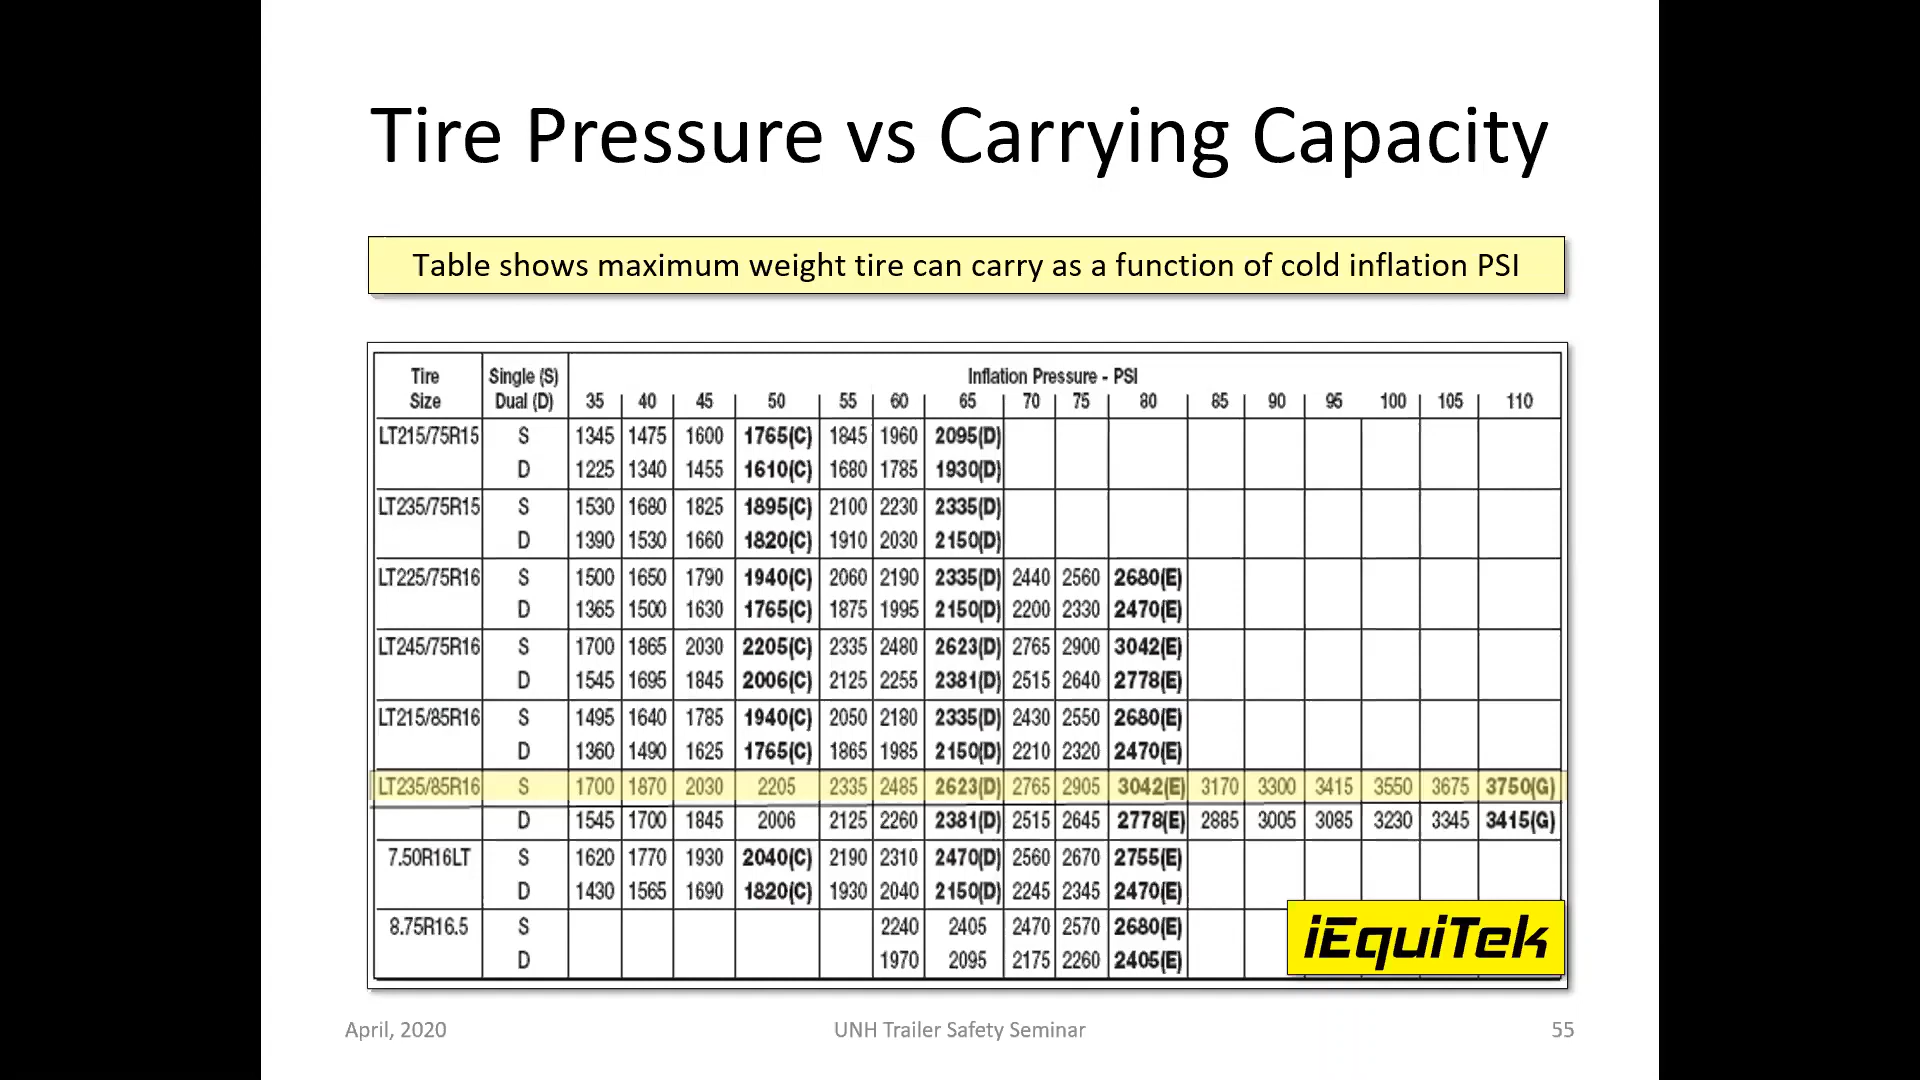 Tire Pressure vs Carrying Capacity
Table shows maximum weight tire can carry as a function of cold inflation PSI
Tire Single (S) Inflation Pressure - PSI
Size Dual (D) 35 40 45 50 55 60 65 70 75 80 85 90 95 100 105 110
LT215/75R15 S 1345 1475 1600 1765(C) 1845 1960 2095(D)
D 1225 1340 1455 1610(C) 1680 1785 1930(D)
LT235/75R15 S 1530 1680 1825 1895(C) 2100 2230 2335(D)
D 1390 1530 1660 1820(C) 1910 2030 2150(D)
LT225/75R16 S 1500 1650 1790 1940(C) 2060 2190 2335(D) 2440 2560 2680(E)
D 1365 1500 1630 1765(C) 1875 1995 2150(D) 2200 2330 2470(E)
LT245/75R16 S 1700 1865 2030 2205(C) 2335 2480 2623(D) 2765 2900 3042(E)
D 1545 1695 1845 2006(C) 2125 2255 2381(D) 2515 2640 2778(E)
LT215/85R16 S 1495 1640 1785 1940(C) 2050 2180 2335(D) 2430 2550 2680(E)
D 1360 1490 1625 1765(C) 1865 1985 2150(D) 2210 2320 2470(E)
LT235/85R16 S 1700 1870 2030 2205 2335 2485 2623(D) 2765 2905 3042(E) 3170 3300 3415 3550 3675 3750(G)
D 1545 1700 1845 2006 2125 2260 2381(D) 2515 2645 2778(E) 2885 3005 3085 3230 3345 3415(G)
7.50R16LT S 1620 1770 1930 2040(C) 2190 2310 2470(D) 2560 2670 2755(E)
D 1430 1565 1690 1820(C) 1930 2040 2150(D) 2245 2345 2470(E)
8.75R16.5 S 2240 2405 2470 2570 2680(E)
D 1970 2095 2175 2260 2405(E)
iEquiTek
April, 2020 UNH Trailer Safety Seminar 55